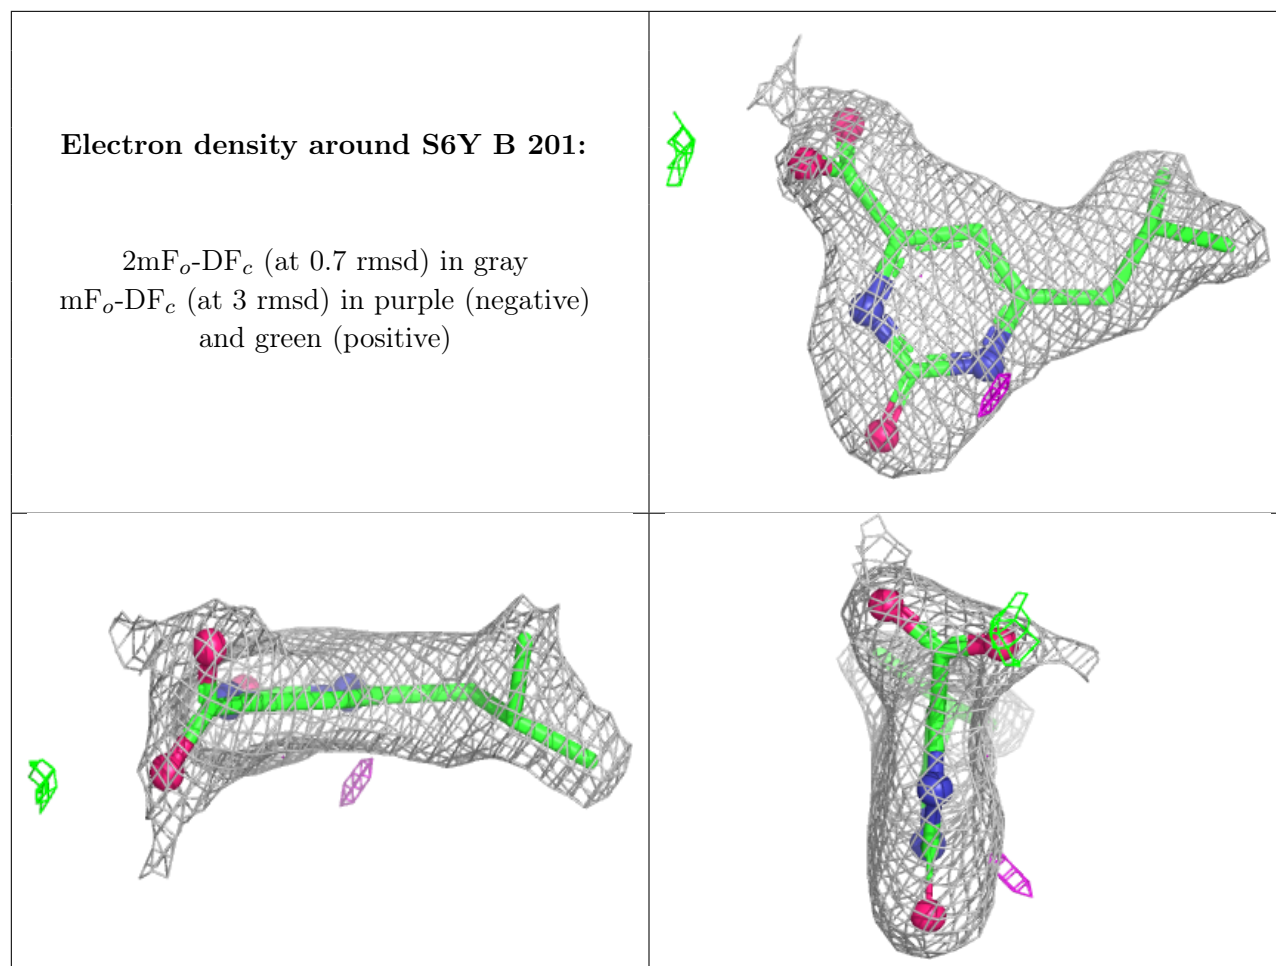 Electron density around S6Y B 201:
2mFo-DFc (at 0.7 rmsd) in gray
mFo-DFc (at 3 rmsd) in purple (negative)
and green (positive)